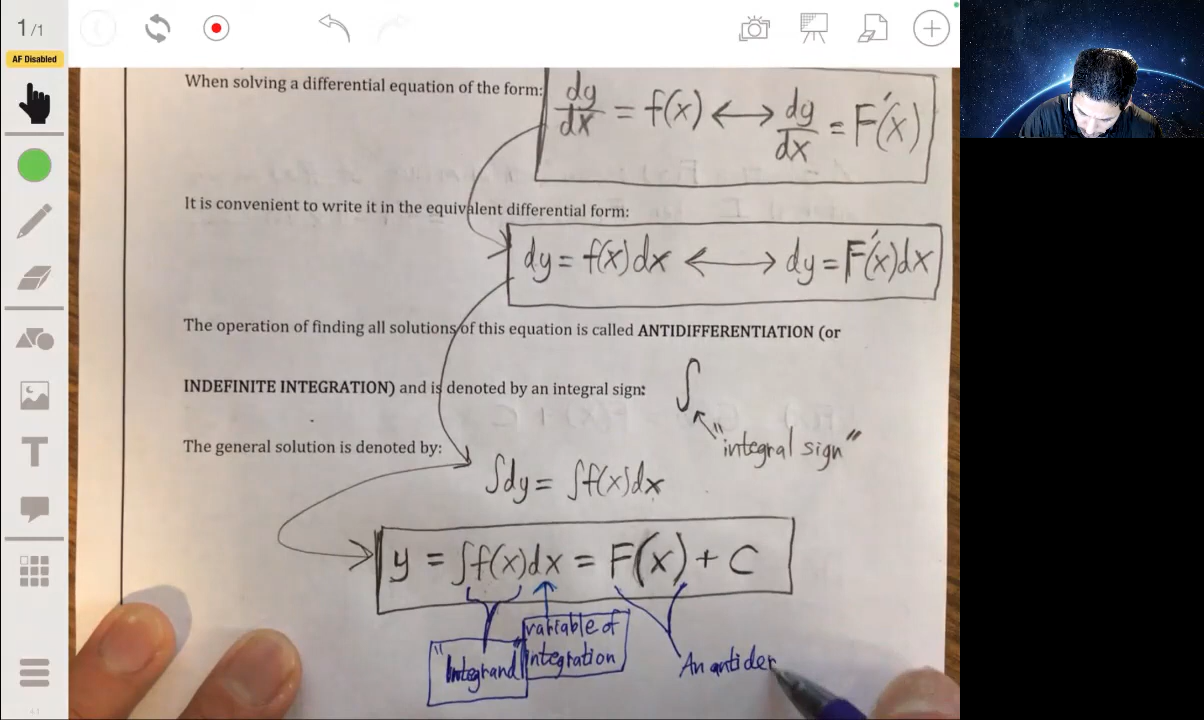 1/1
AF Disabled
When solving a differential equation of the form: dy/dx = f(x) ⟷ dy/dx = F′(x)
It is convenient to write it in the equivalent differential form:
dy = f(x)dx ⟷ dy = F′(x)dx
The operation of finding all solutions of this equation is called ANTIDIFFERENTIATION (or
INDEFINITE INTEGRATION) and is denoted by an integral sign: ∫
"integral sign"
The general solution is denoted by:
∫dy = ∫f(x)dx
y = ∫f(x)dx = F(x) + C
"Integrand"
variable of
integration
An antider
T